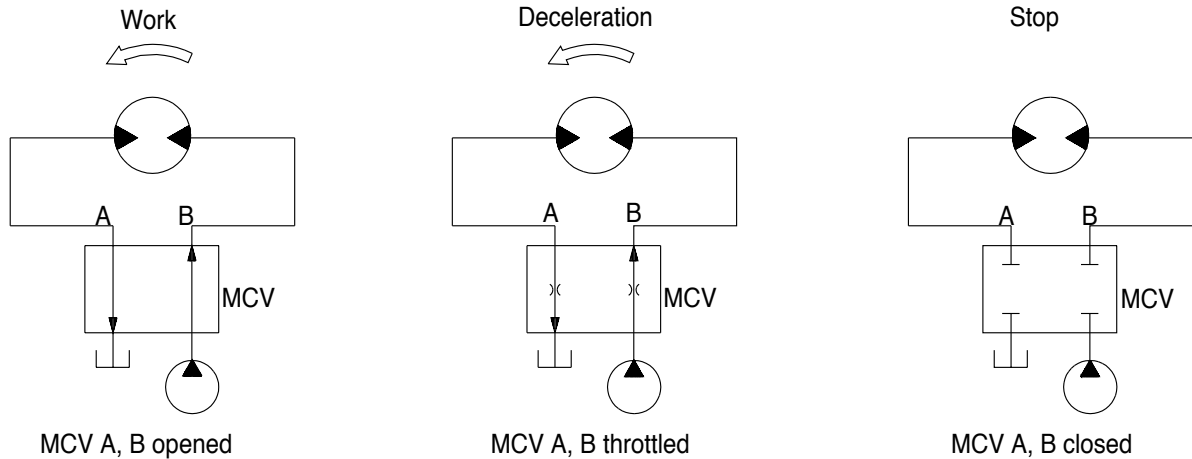 Work
Deceleration
Stop
A B
MCV
A B
MCV
A B
MCV
MCV A, B opened
MCV A, B throttled
MCV A, B closed